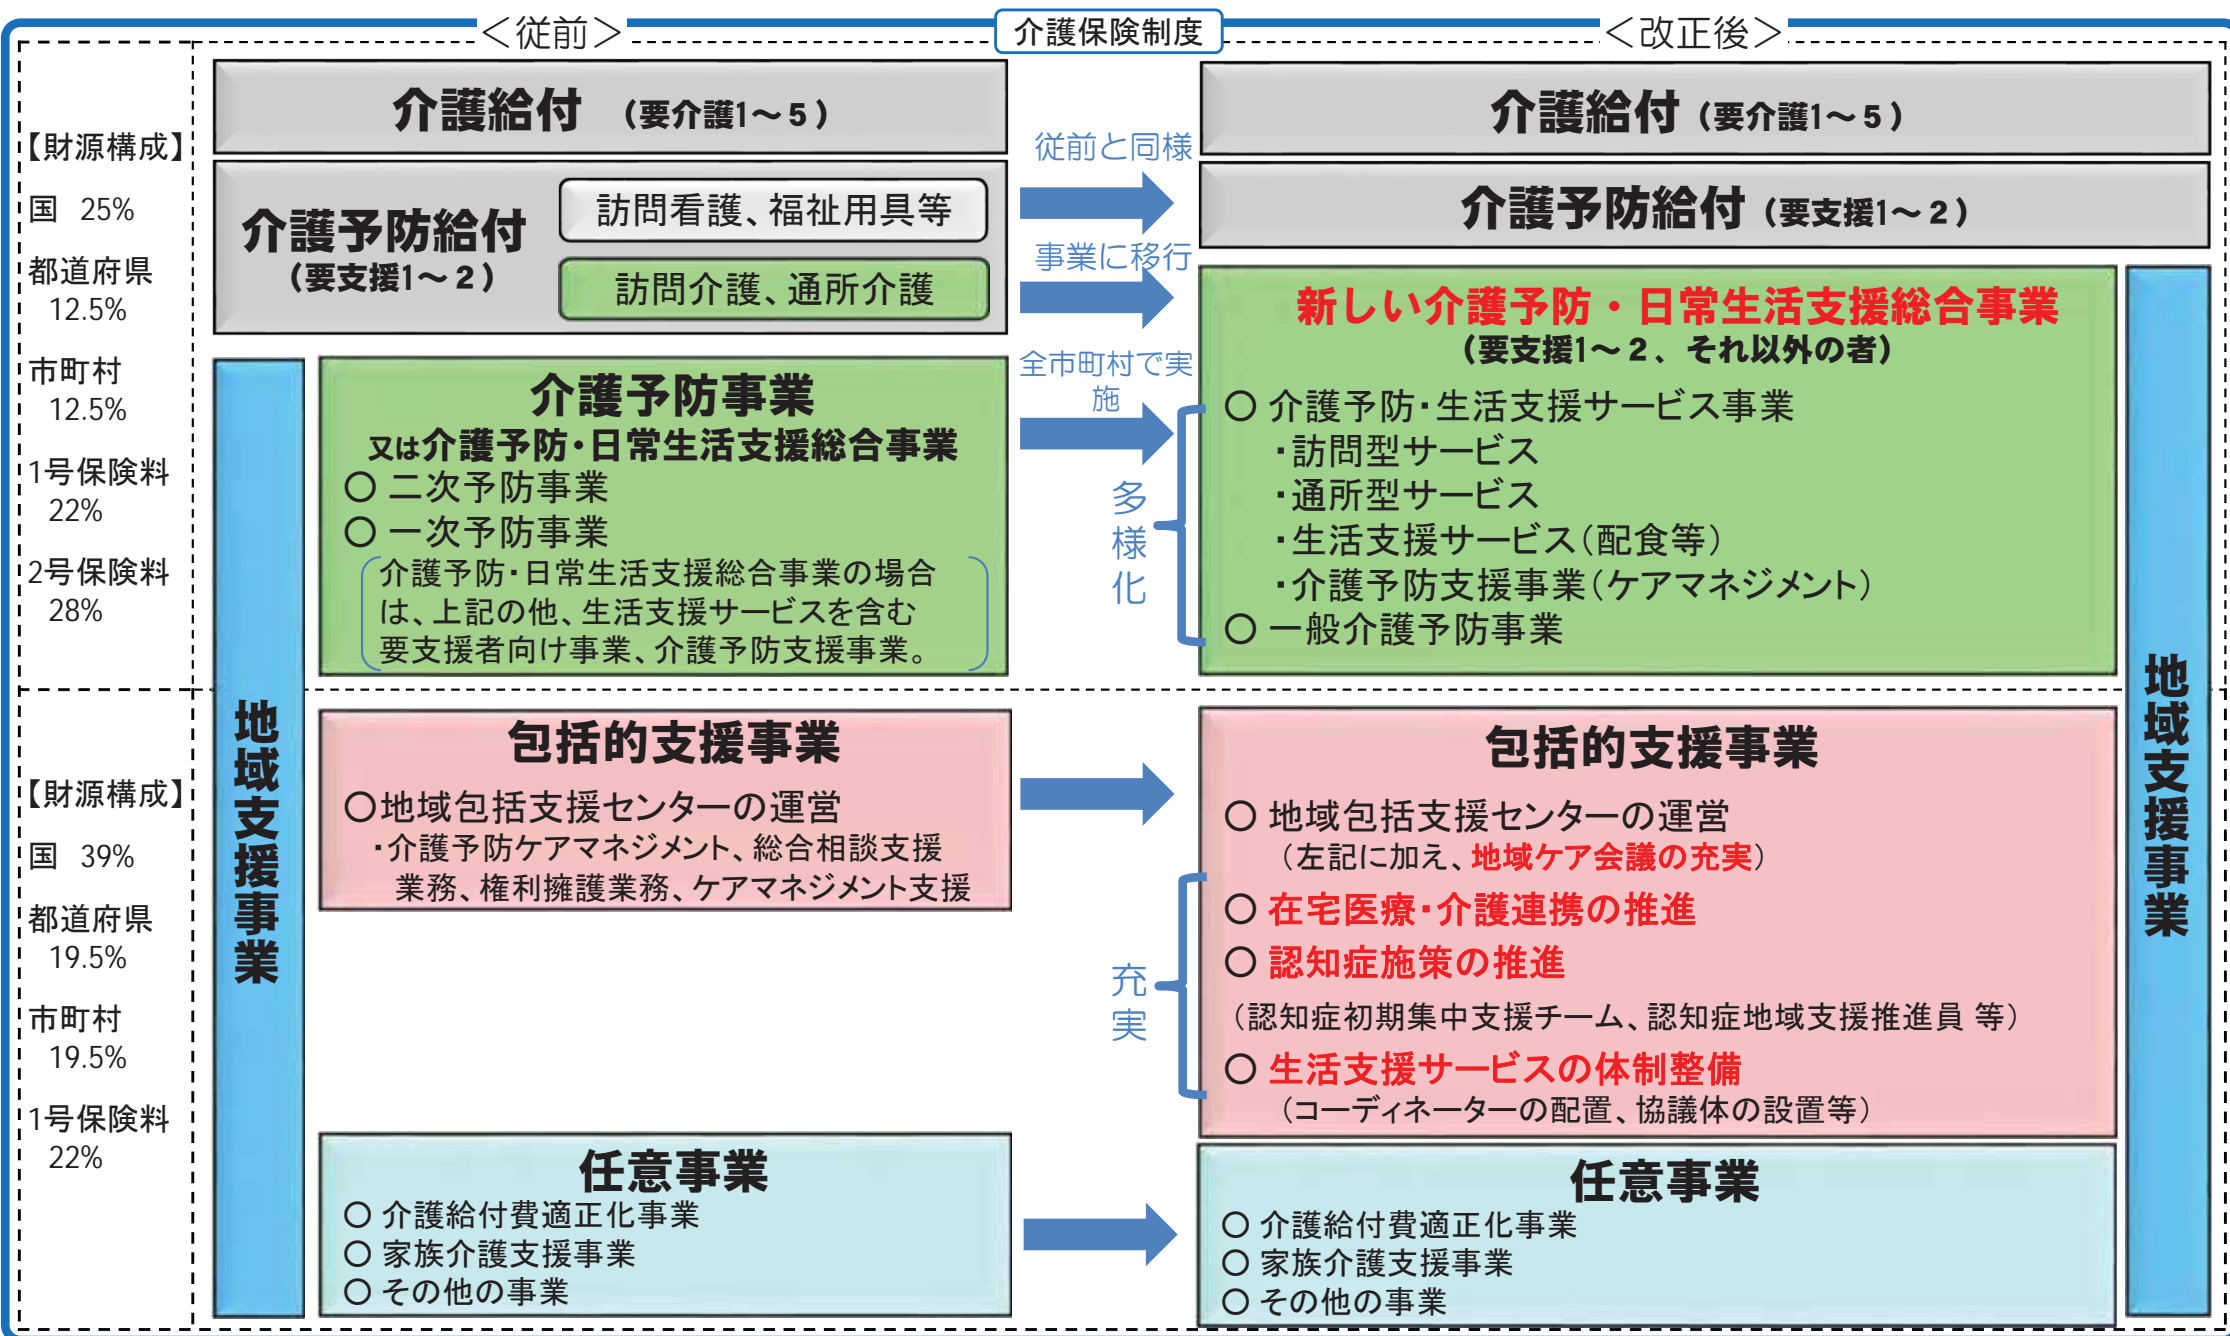 ＜従前＞
介護保険制度
＜改正後＞
【財源構成】
国 25%
都道府県
12.5%
市町村
12.5%
1号保険料
22%
2号保険料
28%
【財源構成】
国 39%
都道府県
19.5%
市町村
19.5%
1号保険料
22%
介護給付 （要介護1～５）
介護予防給付
（要支援1～２）
訪問看護、福祉用具等
訪問介護、通所介護
地域支援事業
介護予防事業
又は介護予防・日常生活支援総合事業
○ 二次予防事業
○ 一次予防事業
介護予防・日常生活支援総合事業の場合
は、上記の他、生活支援サービスを含む
要支援者向け事業、介護予防支援事業。
包括的支援事業
○地域包括支援センターの運営
・介護予防ケアマネジメント、総合相談支援
業務、権利擁護業務、ケアマネジメント支援
任意事業
○ 介護給付費適正化事業
○ 家族介護支援事業
○ その他の事業
従前と同様
事業に移行
全市町村で実
施
多様化
充実
介護給付（要介護1～５）
介護予防給付（要支援1～２）
新しい介護予防・日常生活支援総合事業
（要支援1～２、それ以外の者）
○ 介護予防・生活支援サービス事業
・訪問型サービス
・通所型サービス
・生活支援サービス（配食等）
・介護予防支援事業（ケアマネジメント）
○ 一般介護予防事業
包括的支援事業
○ 地域包括支援センターの運営
（左記に加え、地域ケア会議の充実）
○ 在宅医療・介護連携の推進
○ 認知症施策の推進
（認知症初期集中支援チーム、認知症地域支援推進員 等）
○ 生活支援サービスの体制整備
（コーディネーターの配置、協議体の設置等）
任意事業
○ 介護給付費適正化事業
○ 家族介護支援事業
○ その他の事業
地域支援事業